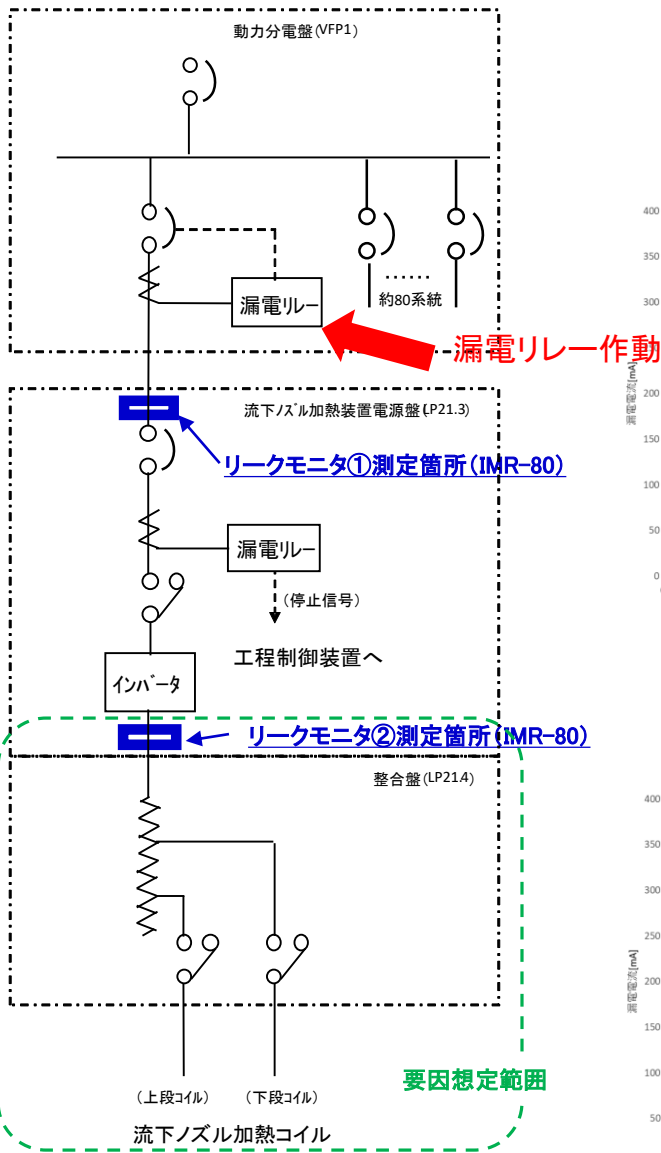 動力分電盤(VFP1)
漏電リレー
約80系統
漏電リレー作動
流下ノズル加熱装置電源盤(LP21.3)
リークモニタ①測定箇所(IMR-80)
漏電リレー
(停止信号)
工程制御装置へ
インバータ
リークモニタ②測定箇所(IMR-80)
整合盤(LP21.4)
要因想定範囲
(上段コイル)
(下段コイル)
流下ノズル加熱コイル
400
350
300
漏電電流[mA]
200
150
100
50
0
400
350
300
250
漏電電流[mA]
200
150
100
50